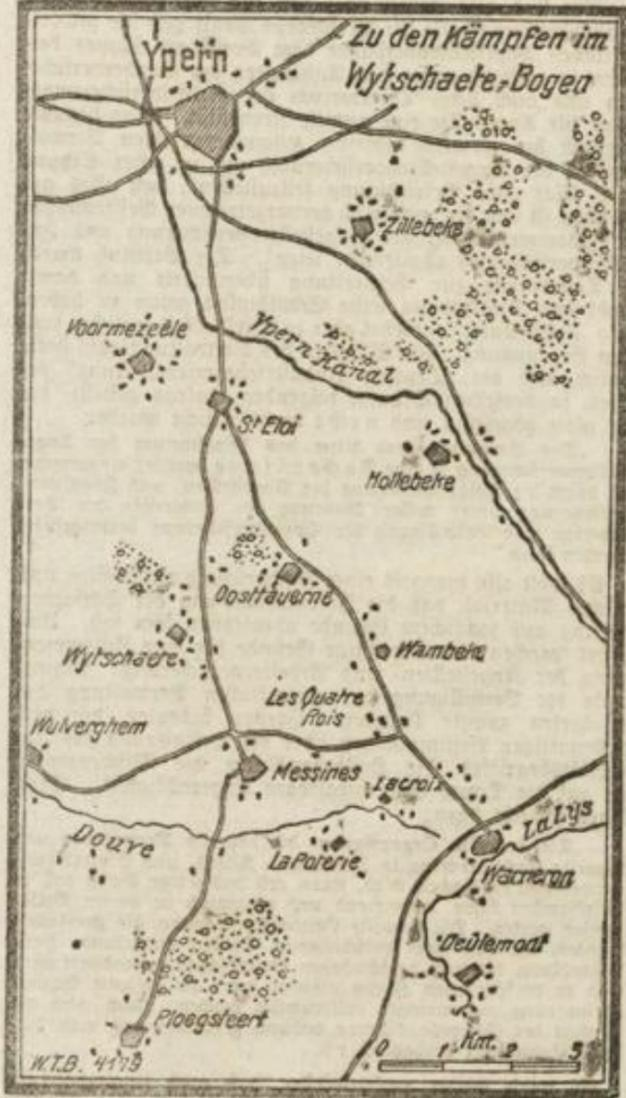 Zu den Kämpfen im
Wytschaete-Bogen
Ypern
Zillebeke
Voormezeele
Ypern Kanal
St Eloi
Hollebeke
Oosttaverne
Wytschaete
Wambeke
Les Quatre
Rois
Wulverghem
Messines
Lacroix
La Lys
Douve
La Poterie
Warneton
Deulemont
Ploegsteert
Km.
0 1 2 3
W.T.B. 4179